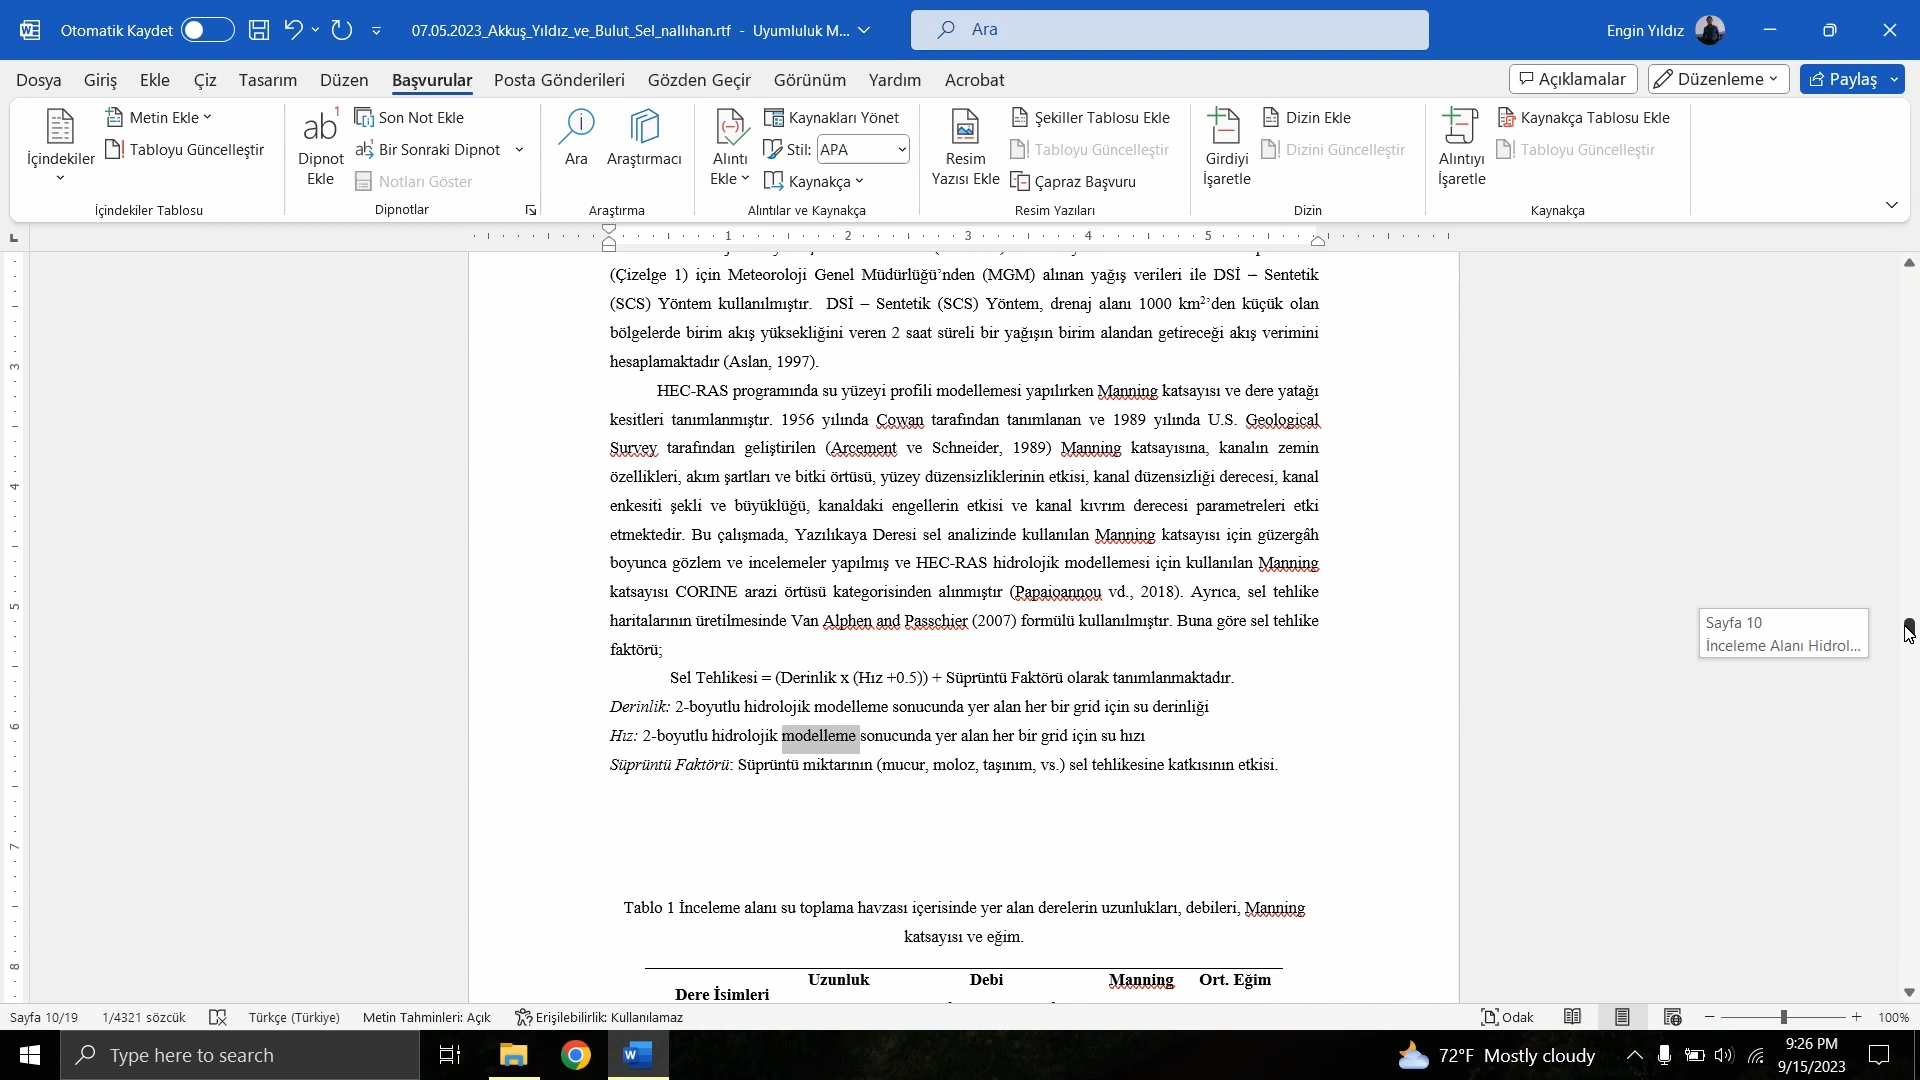 Otomatik Kaydet
07.05.2023_Akkuş_Yıldız_ve_Bulut_Sel_nallıhan.rtf - Uyumluluk M...
Ara
Engin Yıldız
Dosya Giriş Ekle Çiz Tasarım Düzen Başvurular Posta Gönderileri Gözden Geçir Görünüm Yardım Acrobat
Açıklamalar
Düzenleme
Paylaş
İçindekiler
Metin Ekle
Tabloyu Güncelleştir
İçindekiler Tablosu
ab 1
Dipnot
Ekle
Son Not Ekle
Bir Sonraki Dipnot
Notları Göster
Dipnotlar
Ara
Araştırmacı
Araştırma
Alıntı
Ekle
Kaynakları Yönet
Stil: APA
Kaynakça
Alıntılar ve Kaynakça
Resim
Yazısı Ekle
Şekiller Tablosu Ekle
Tabloyu Güncelleştir
Çapraz Başvuru
Resim Yazıları
Girdiyi
İşaretle
Dizin Ekle
Dizini Güncelleştir
Dizin
Alıntıyı
İşaretle
Kaynakça Tablosu Ekle
Tabloyu Güncelleştir
Kaynakça
1 2 3 4 5
3
4
5
6
7
8
(Çizelge 1) için Meteoroloji Genel Müdürlüğü’nden (MGM) alınan yağış verileri ile DSİ – Sentetik
(SCS) Yöntem kullanılmıştır. DSİ – Sentetik (SCS) Yöntem, drenaj alanı 1000 km²’den küçük olan
bölgelerde birim akış yüksekliğini veren 2 saat süreli bir yağışın birim alandan getireceği akış verimini
hesaplamaktadır (Aslan, 1997).
HEC-RAS programında su yüzeyi profili modellemesi yapılırken Manning katsayısı ve dere yatağı
kesitleri tanımlanmıştır. 1956 yılında Cowan tarafından tanımlanan ve 1989 yılında U.S. Geological
Survey tarafından geliştirilen (Arcement ve Schneider, 1989) Manning katsayısına, kanalın zemin
özellikleri, akım şartları ve bitki örtüsü, yüzey düzensizliklerinin etkisi, kanal düzensizliği derecesi, kanal
enkesiti şekli ve büyüklüğü, kanaldaki engellerin etkisi ve kanal kıvrım derecesi parametreleri etki
etmektedir. Bu çalışmada, Yazılıkaya Deresi sel analizinde kullanılan Manning katsayısı için güzergâh
boyunca gözlem ve incelemeler yapılmış ve HEC-RAS hidrolojik modellemesi için kullanılan Manning
katsayısı CORINE arazi örtüsü kategorisinden alınmıştır (Papaioannou vd., 2018). Ayrıca, sel tehlike
haritalarının üretilmesinde Van Alphen and Passchier (2007) formülü kullanılmıştır. Buna göre sel tehlike
faktörü;
Sel Tehlikesi = (Derinlik x (Hız +0.5)) + Süprüntü Faktörü olarak tanımlanmaktadır.
Derinlik: 2-boyutlu hidrolojik modelleme sonucunda yer alan her bir grid için su derinliği
Hız: 2-boyutlu hidrolojik modelleme sonucunda yer alan her bir grid için su hızı
Süprüntü Faktörü: Süprüntü miktarının (mucur, moloz, taşınım, vs.) sel tehlikesine katkısının etkisi.
Sayfa 10
İnceleme Alanı Hidrol...
Tablo 1 İnceleme alanı su toplama havzası içerisinde yer alan derelerin uzunlukları, debileri, Manning
katsayısı ve eğim.
Dere İsimleri Uzunluk Debi Manning Ort. Eğim
Sayfa 10/19 1/4321 sözcük Türkçe (Türkiye) Metin Tahminleri: Açık Erişilebilirlik: Kullanılamaz
Odak
100%
Type here to search
72°F Mostly cloudy
9:26 PM
9/15/2023